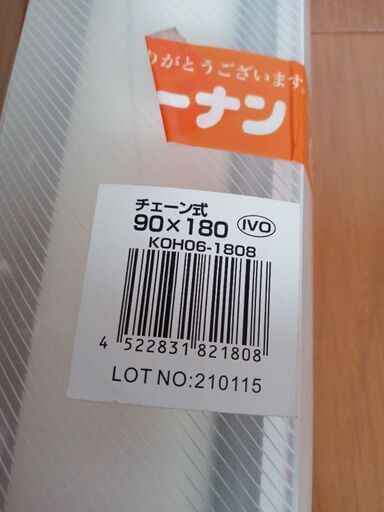 りがとうございます。
ーナン
チェーン式
90×180 IVO
KOH06-1808
4 522831 821808
LOT NO:210115